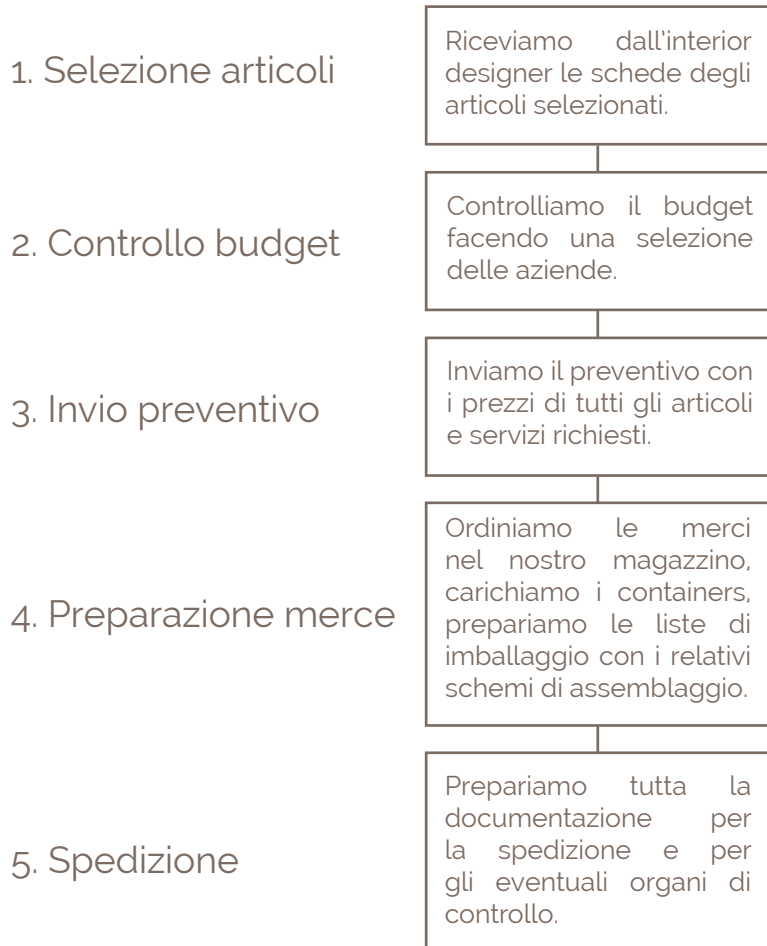 1. Selezione articoli
Riceviamo dall'interior
designer le schede degli
articoli selezionati.
2. Controllo budget
Controlliamo il budget
facendo una selezione
delle aziende.
3. Invio preventivo
Inviamo il preventivo con
i prezzi di tutti gli articoli
e servizi richiesti.
4. Preparazione merce
Ordiniamo le merci
nel nostro magazzino,
carichiamo i containers,
prepariamo le liste di
imballaggio con i relativi
schemi di assemblaggio.
5. Spedizione
Prepariamo tutta la
documentazione per
la spedizione e per
gli eventuali organi di
controllo.